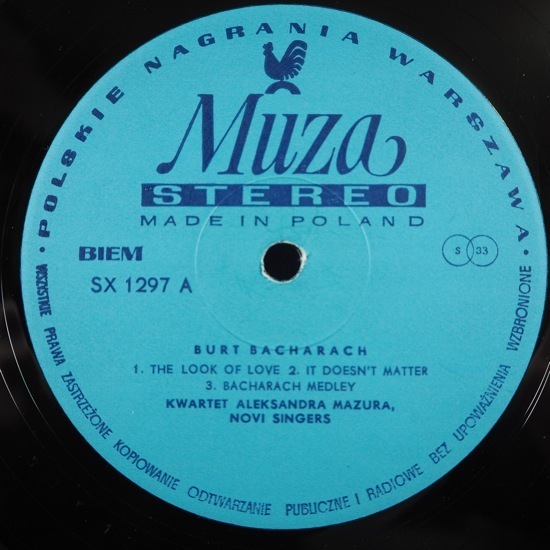 • POLSKIE NAGRANIA WARSZAWA •
Muza
STEREO
MADE IN POLAND
BIEM
S 33
SX 1297 A
BURT BACHARACH
1. THE LOOK OF LOVE 2. IT DOESN'T MATTER
3. BACHARACH MEDLEY
KWARTET ALEKSANDRA MAZURA,
NOVI SINGERS
WSZYSTKIE PRAWA ZASTRZEŻONE KOPIOWANIE ODTWARZANIE PUBLICZNE I RADIOWE BEZ UPOWAŻNIENIA WZBRONIONE